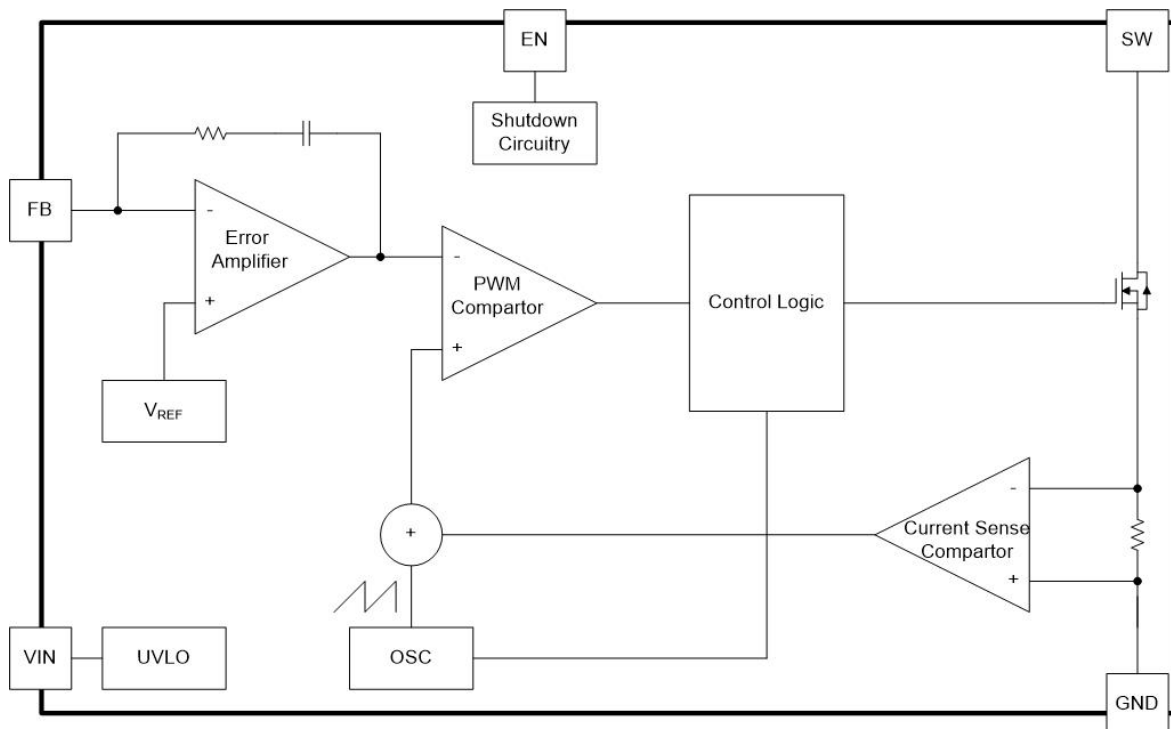 EN
SW
Shutdown
Circuitry
FB
-
Error
Amplifier
+
-
PWM
Compartor
+
Control Logic
VREF
-
Current Sense
Compartor
+
+
VIN
UVLO
OSC
GND